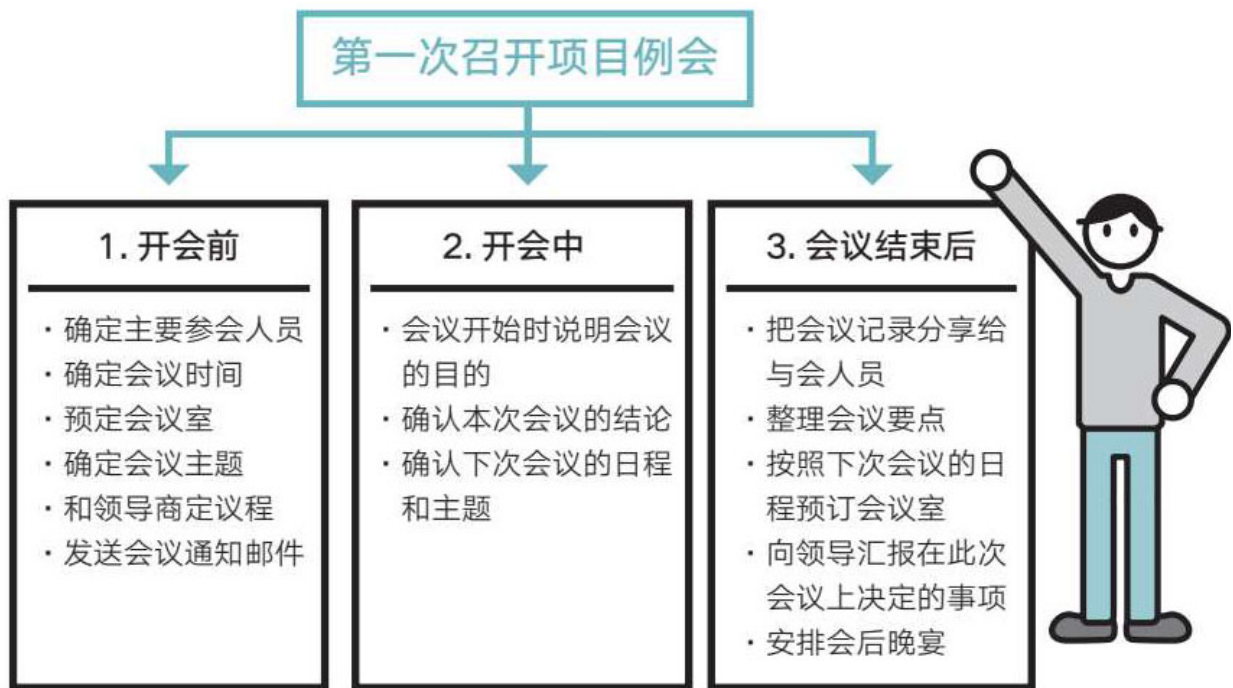 第一次召开项目例会
1. 开会前
· 确定主要参会人员
· 确定会议时间
· 预定会议室
· 确定会议主题
· 和领导商定议程
· 发送会议通知邮件
2. 开会中
· 会议开始时说明会议
的目的
· 确认本次会议的结论
· 确认下次会议的日程
和主题
3. 会议结束后
· 把会议记录分享给
与会人员
· 整理会议要点
· 按照下次会议的日
程预订会议室
· 向领导汇报在此次
会议上决定的事项
· 安排会后晚宴